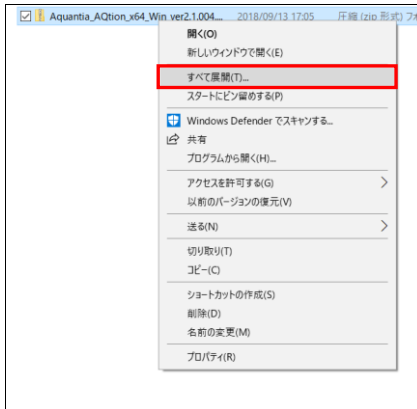 Aquantia_AQtion_x64_Win_ver2.1.004.... 2018/09/13 17:05 圧縮 (zip 形式) フォ
開く(O)
新しいウィンドウで開く(E)
すべて展開(T)...
スタートにピン留めする(P)
Windows Defender でスキャンする...
共有
プログラムから開く(H)...
アクセスを許可する(G)
以前のバージョンの復元(V)
送る(N)
切り取り(T)
コピー(C)
ショートカットの作成(S)
削除(D)
名前の変更(M)
プロパティ(R)